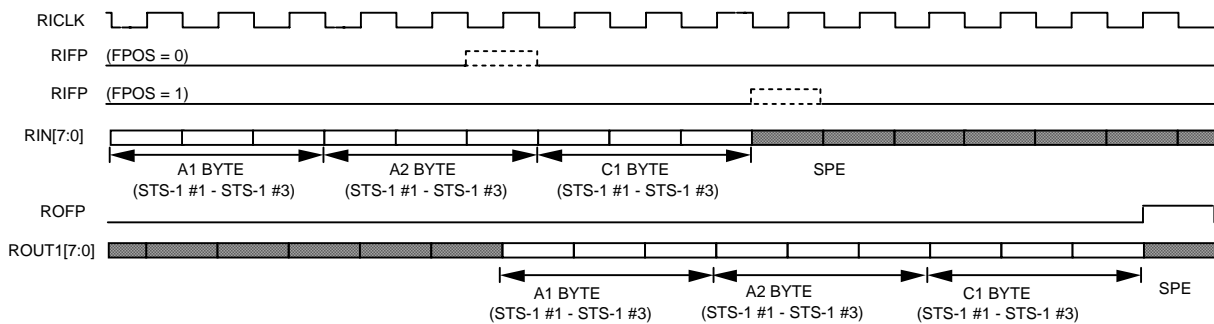 RICLK
RIFP (FPOS = 0)
RIFP (FPOS = 1)
RIN[7:0]
A1 BYTE A2 BYTE C1 BYTE SPE
(STS-1 #1 - STS-1 #3) (STS-1 #1 - STS-1 #3) (STS-1 #1 - STS-1 #3)
ROFP
ROUT1[7:0]
A1 BYTE A2 BYTE C1 BYTE SPE
(STS-1 #1 - STS-1 #3) (STS-1 #1 - STS-1 #3) (STS-1 #1 - STS-1 #3)